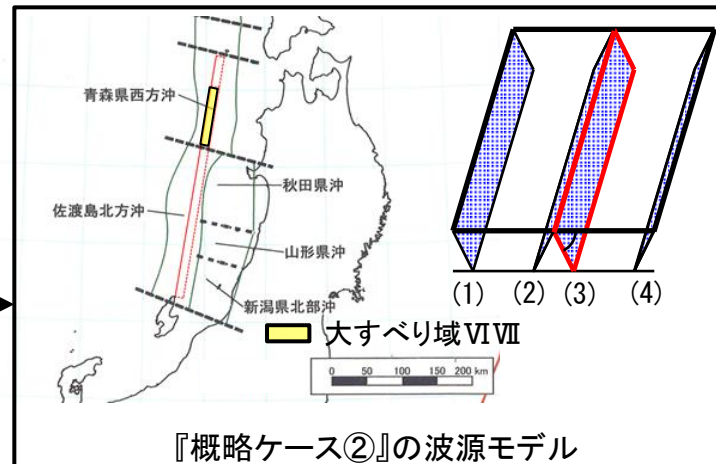 青森県西方沖
秋田県沖
佐渡島北方沖
山形県沖
新潟県北部沖
大すべり域ⅥⅦ
0 50 100 150 200 km
(1) (2) (3) (4)
『概略ケース②』の波源モデル